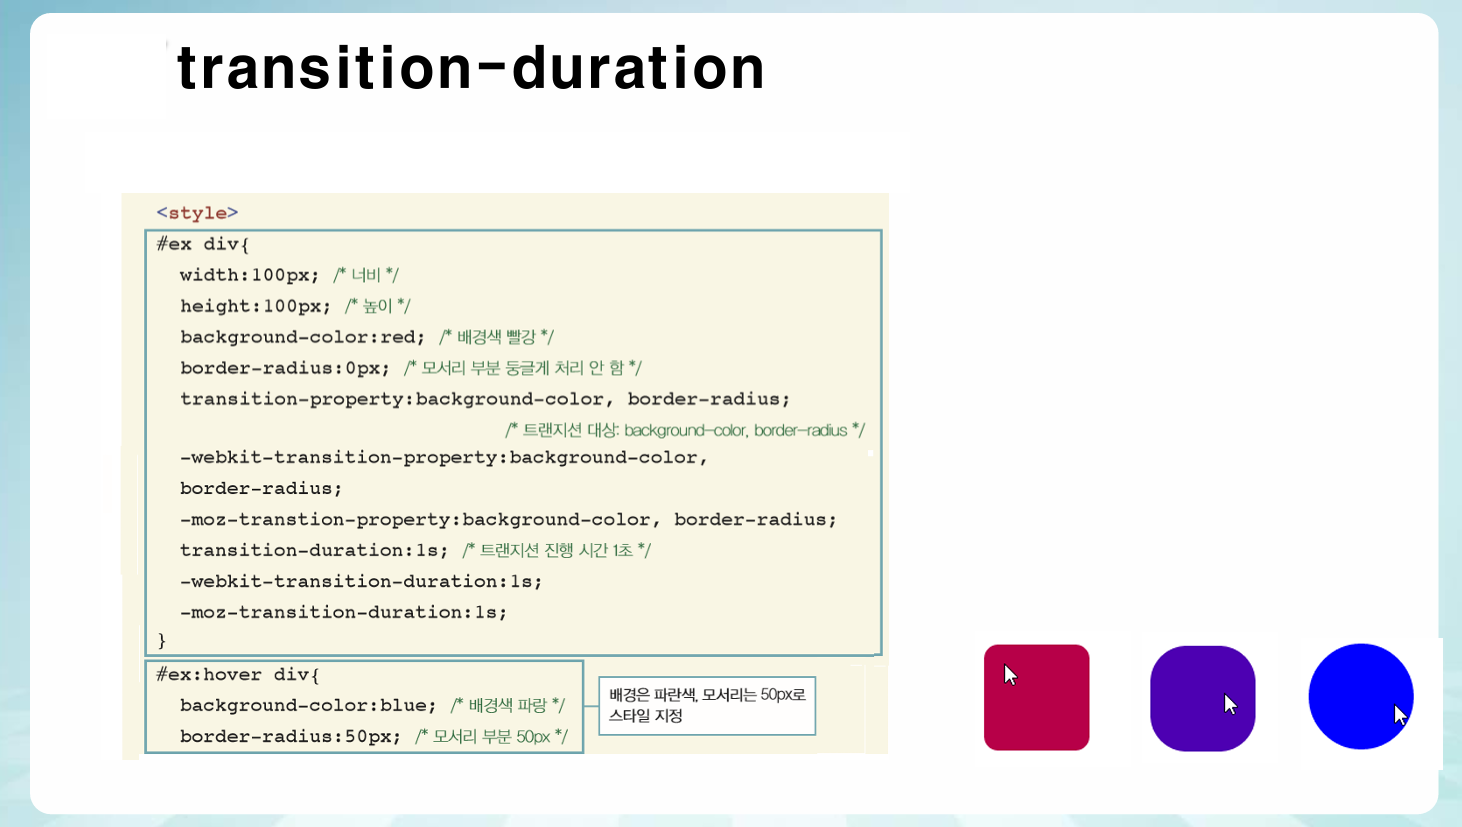 transition-duration
<style>
#ex div{
width:100px; /* 너비 */
height:100px; /* 높이 */
background-color:red; /* 배경색 빨강 */
border-radius:0px; /* 모서리 부분 둥글게 처리 안 함 */
transition-property:background-color, border-radius;
/* 트랜지션 대상: background-color, border-radius */
-webkit-transition-property:background-color,
border-radius;
-moz-transtion-property:background-color, border-radius;
transition-duration:1s; /* 트랜지션 진행 시간 1초 */
-webkit-transition-duration:1s;
-moz-transition-duration:1s;
}
#ex:hover div{
background-color:blue; /* 배경색 파랑 */
border-radius:50px; /* 모서리 부분 50px */
배경은 파란색, 모서리는 50px로
스타일 지정